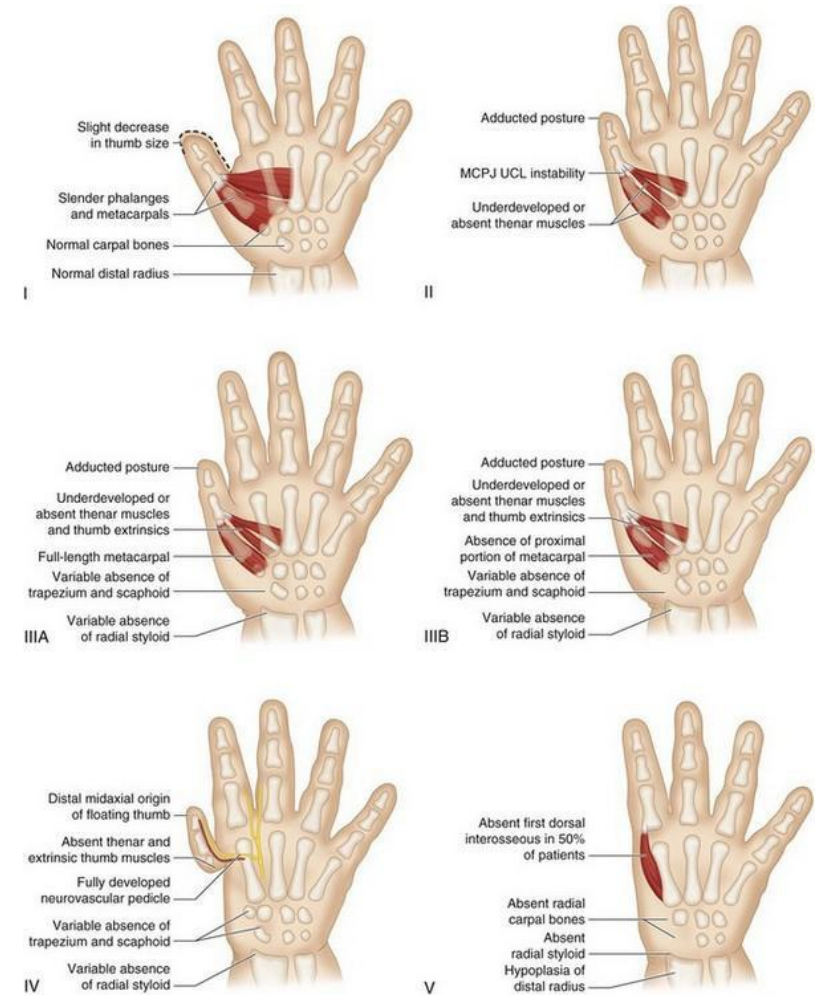 Slight decrease
in thumb size
Slender phalanges
and metacarpals
Normal carpal bones
Normal distal radius
I
Adducted posture
MCPJ UCL instability
Underdeveloped or
absent thenar muscles
II
Adducted posture
Underdeveloped or
absent thenar muscles
and thumb extrinsics
Full-length metacarpal
Variable absence of
trapezium and scaphoid
Variable absence
of radial styloid
IIIA
Adducted posture
Underdeveloped or
absent thenar muscles
and thumb extrinsics
Absence of proximal
portion of metacarpal
Variable absence of
trapezium and scaphoid
Variable absence
of radial styloid
IIIB
Distal midaxial origin
of floating thumb
Absent thenar and
extrinsic thumb muscles
Fully developed
neurovascular pedicle
Variable absence of
trapezium and scaphoid
Variable absence
of radial styloid
IV
Absent first dorsal
interosseous in 50%
of patients
Absent radial
carpal bones
Absent
radial styloid
Hypoplasia of
distal radius
V